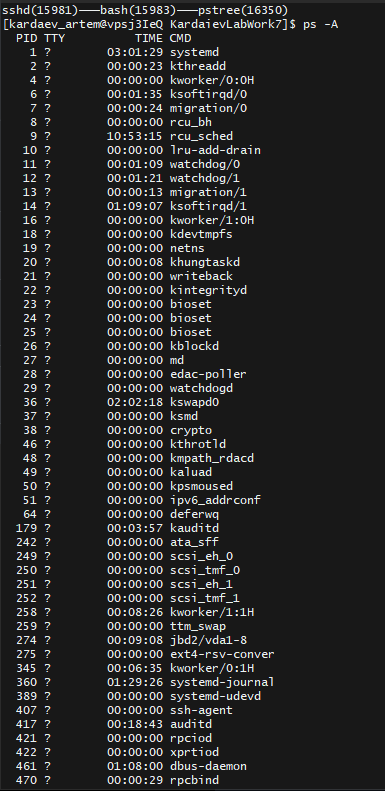 sshd(15981)───bash(15983)───pstree(16350)
[kardaev_artem@vpsj3IeQ KardaievLabWork7]$ ps -A
PID TTY TIME CMD
1 ? 03:01:29 systemd
2 ? 00:00:23 kthreadd
4 ? 00:00:00 kworker/0:0H
6 ? 00:01:35 ksoftirqd/0
7 ? 00:00:24 migration/0
8 ? 00:00:00 rcu_bh
9 ? 10:53:15 rcu_sched
10 ? 00:00:00 lru-add-drain
11 ? 00:01:09 watchdog/0
12 ? 00:01:21 watchdog/1
13 ? 00:00:13 migration/1
14 ? 01:09:07 ksoftirqd/1
16 ? 00:00:00 kworker/1:0H
18 ? 00:00:00 kdevtmpfs
19 ? 00:00:00 netns
20 ? 00:00:08 khungtaskd
21 ? 00:00:00 writeback
22 ? 00:00:00 kintegrityd
23 ? 00:00:00 bioset
24 ? 00:00:00 bioset
25 ? 00:00:00 bioset
26 ? 00:00:00 kblockd
27 ? 00:00:00 md
28 ? 00:00:00 edac-poller
29 ? 00:00:00 watchdogd
36 ? 02:02:18 kswapd0
37 ? 00:00:00 ksmd
38 ? 00:00:00 crypto
46 ? 00:00:00 kthrotld
48 ? 00:00:00 kmpath_rdacd
49 ? 00:00:00 kaluad
50 ? 00:00:00 kpsmoused
51 ? 00:00:00 ipv6_addrconf
64 ? 00:00:00 deferwq
179 ? 00:03:57 kauditd
242 ? 00:00:00 ata_sff
249 ? 00:00:00 scsi_eh_0
250 ? 00:00:00 scsi_tmf_0
251 ? 00:00:00 scsi_eh_1
252 ? 00:00:00 scsi_tmf_1
258 ? 00:08:26 kworker/1:1H
259 ? 00:00:00 ttm_swap
274 ? 00:09:08 jbd2/vda1-8
275 ? 00:00:00 ext4-rsv-conver
345 ? 00:06:35 kworker/0:1H
360 ? 01:29:26 systemd-journal
389 ? 00:00:00 systemd-udevd
407 ? 00:00:00 ssh-agent
417 ? 00:18:43 auditd
421 ? 00:00:00 rpciod
422 ? 00:00:00 xprtiod
461 ? 01:08:00 dbus-daemon
470 ? 00:00:29 rpcbind